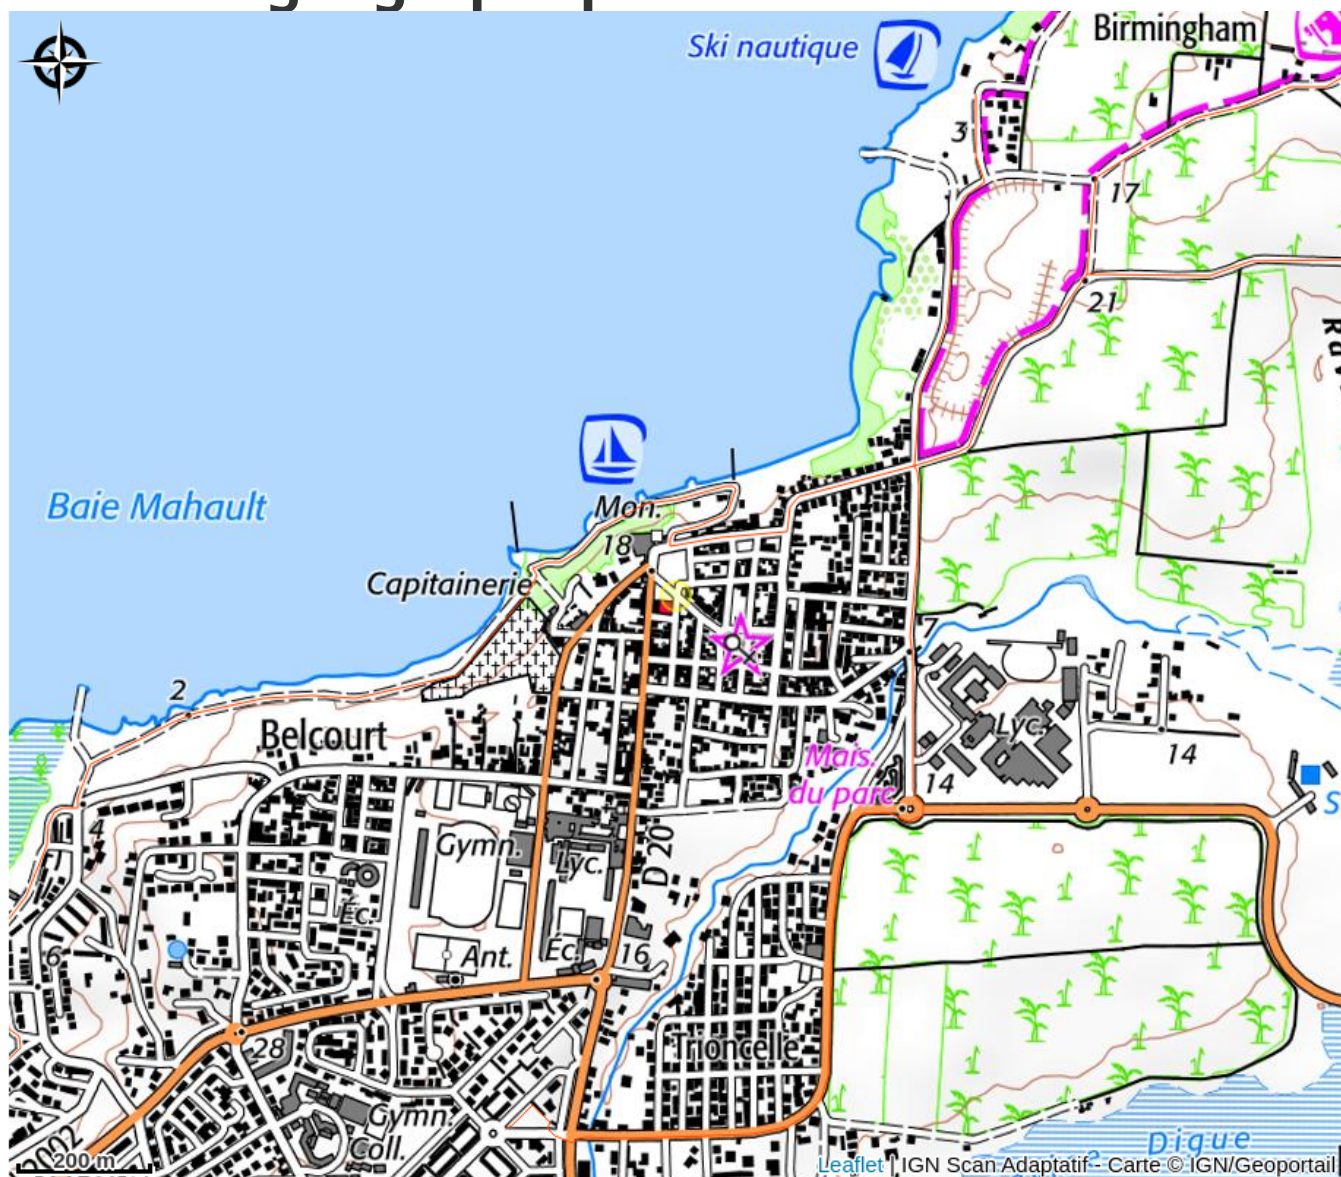 Ski nautique
Birmingham
3
17
21
Baie Mahault
Mon.
18
Capitainerie
7
2
Belcourt
Lyc.
14
14
Mais.
du parc
4
Gymn.
Lyc.
D 20
Éc.
Éc.
16
Ant.
6
28
Trioncelle
Gymn.
Coll.
Dique
200 m
Leaflet | IGN Scan Adaptatif - Carte © IGN/Geoportail